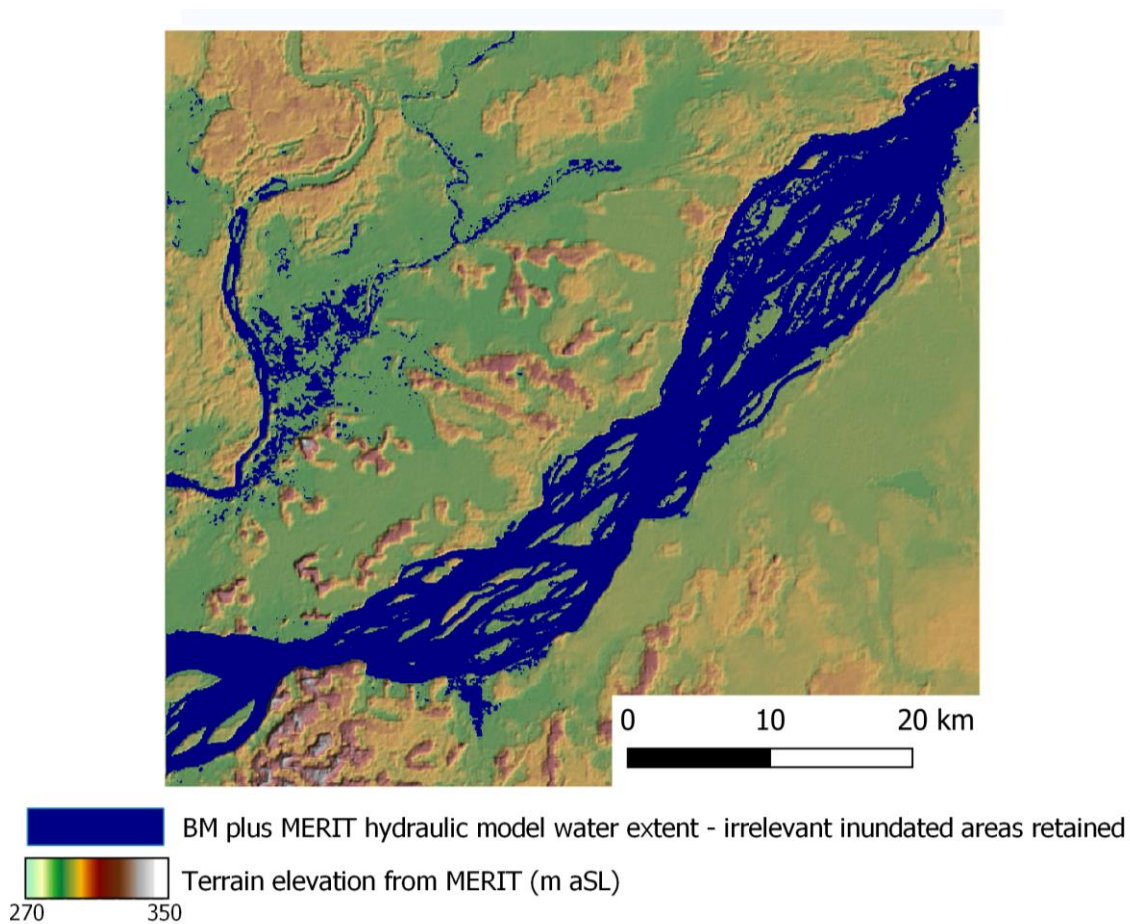 0 10 20 km
BM plus MERIT hydraulic model water extent - irrelevant inundated areas retained
Terrain elevation from MERIT (m aSL)
270 350